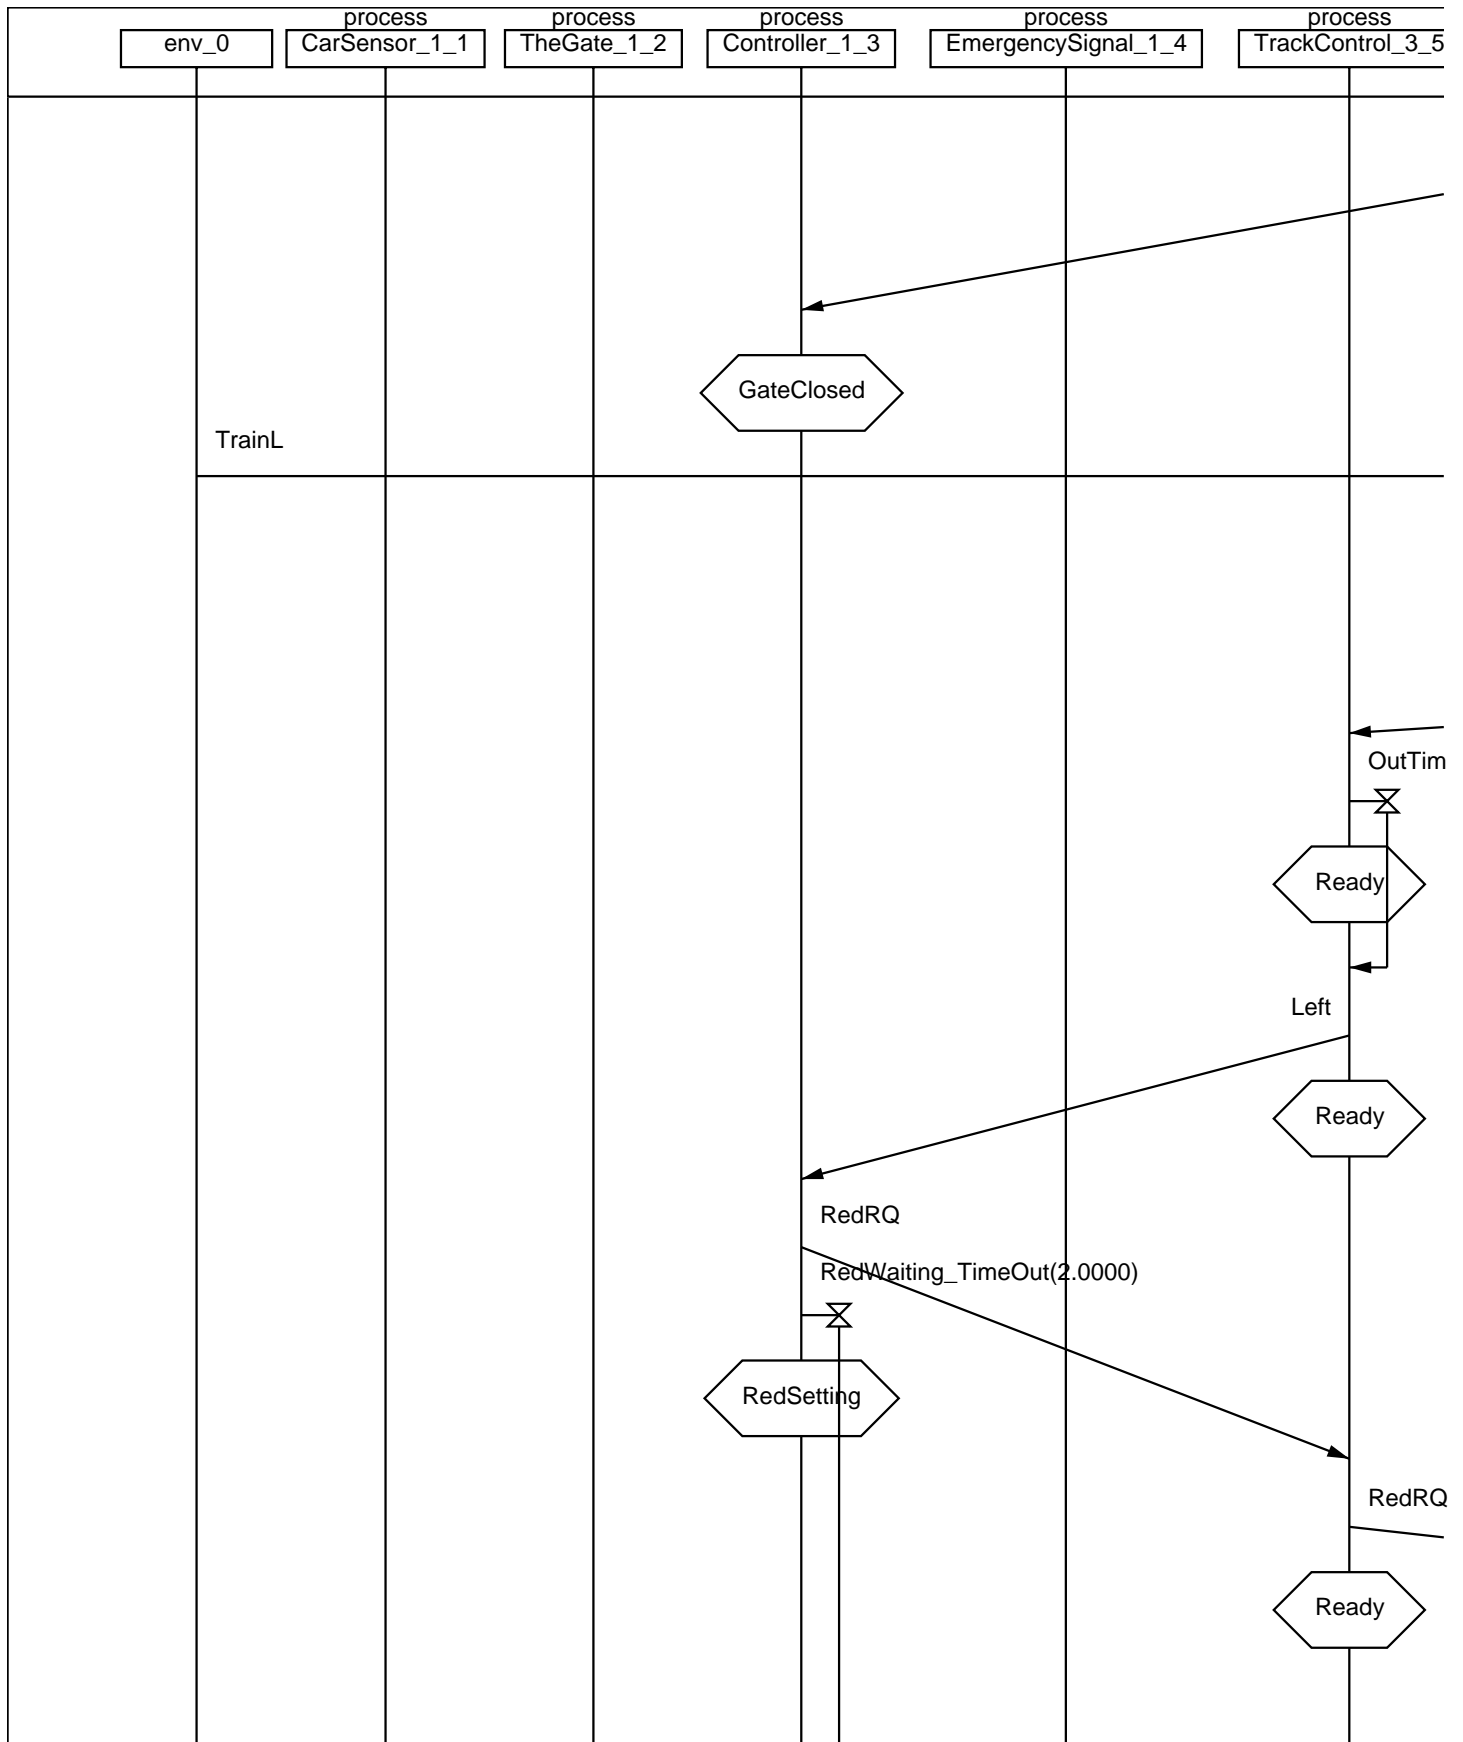 process process process process process
env_0 CarSensor_1_1 TheGate_1_2 Controller_1_3 EmergencySignal_1_4 TrackControl_3_5
GateClosed
TrainL
OutTim
Ready
Left
Ready
RedRQ
RedWaiting_TimeOut(2.0000)
RedSetting
RedRQ
Ready